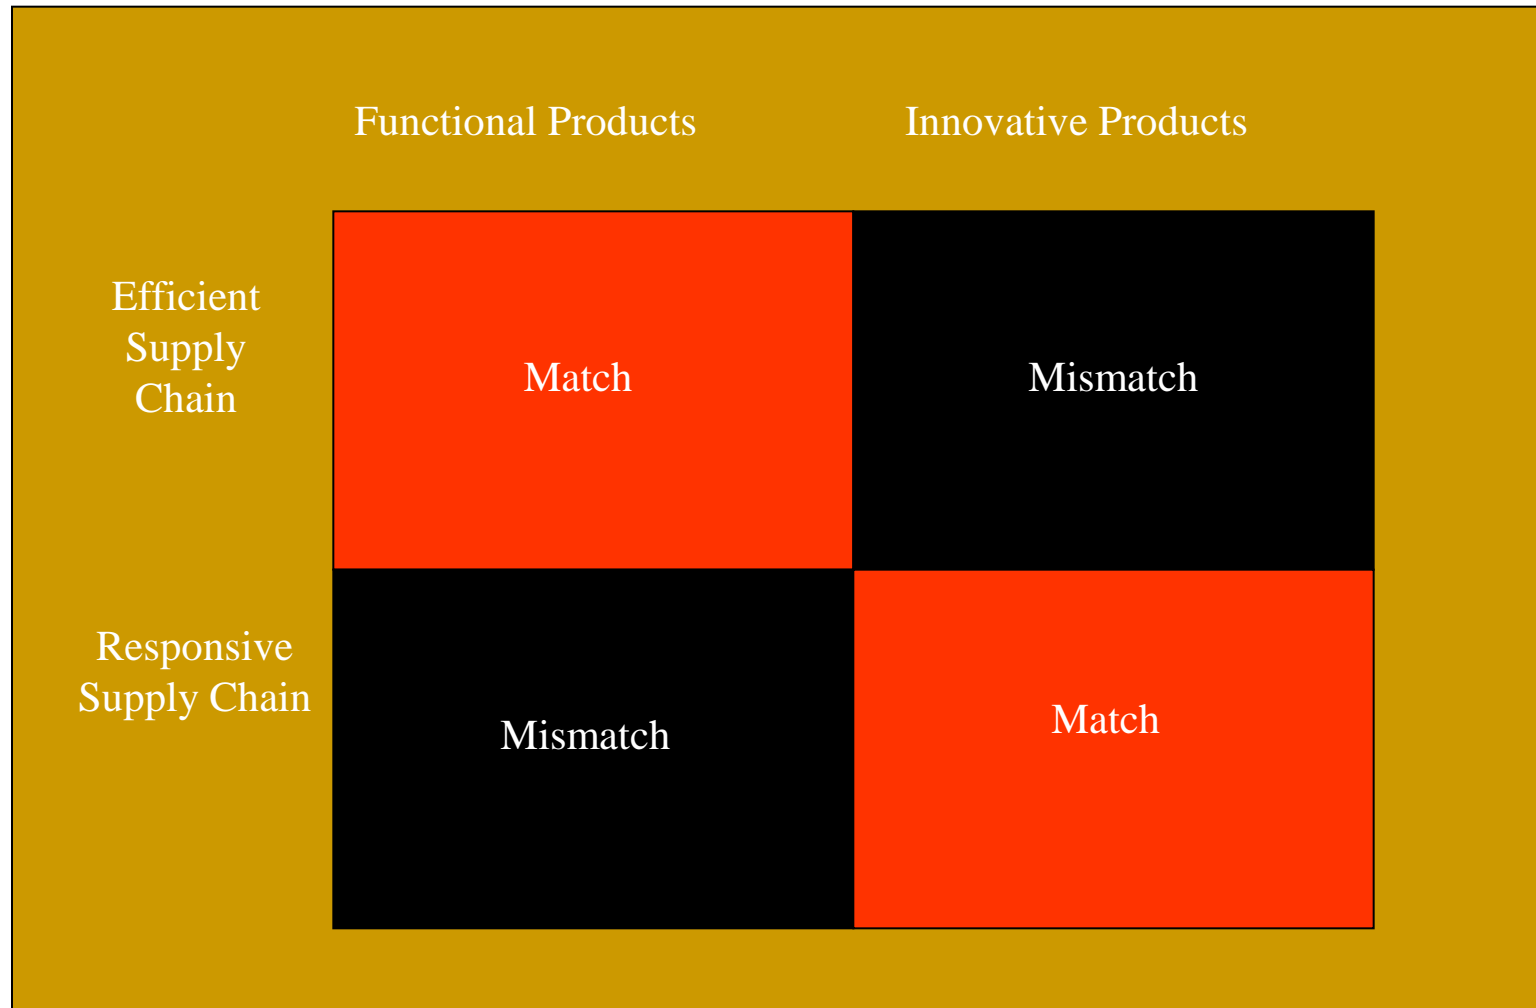 Functional Products
Innovative Products
Efficient
Supply
Chain
Match
Mismatch
Responsive
Supply Chain
Mismatch
Match